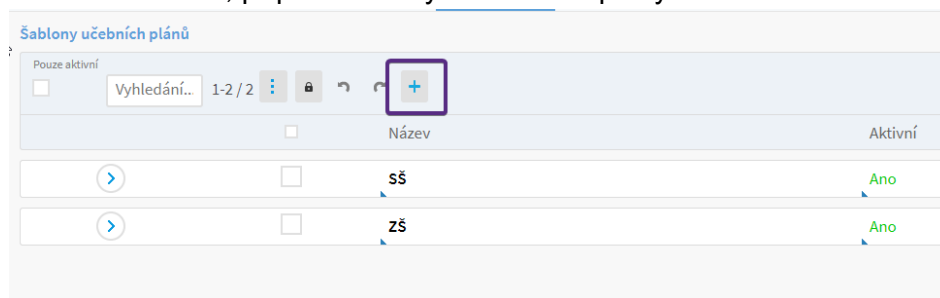 Šablony učebních plánů
Pouze aktivní
Vyhledání... 1-2 / 2
Název Aktivní
SŠ Ano
ZŠ Ano